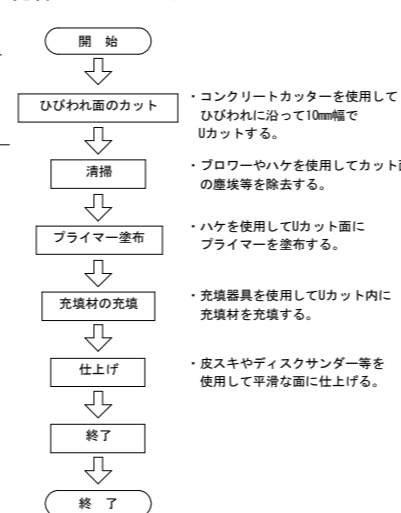 開 始
ひびわれ面のカット
・コンクリートカッターを使用して
ひびわれに沿って10mm幅で
Uカットする。
清掃
・ブロワーやハケを使用してカット面
の塵埃等を除去する。
プライマー塗布
・ハケを使用してUカット面に
プライマーを塗布する。
充填材の充填
・充填器具を使用してUカット内に
充填材を充填する。
仕上げ
・皮スキやディスクサンダー等を
使用して平滑な面に仕上げる。
終了
終 了